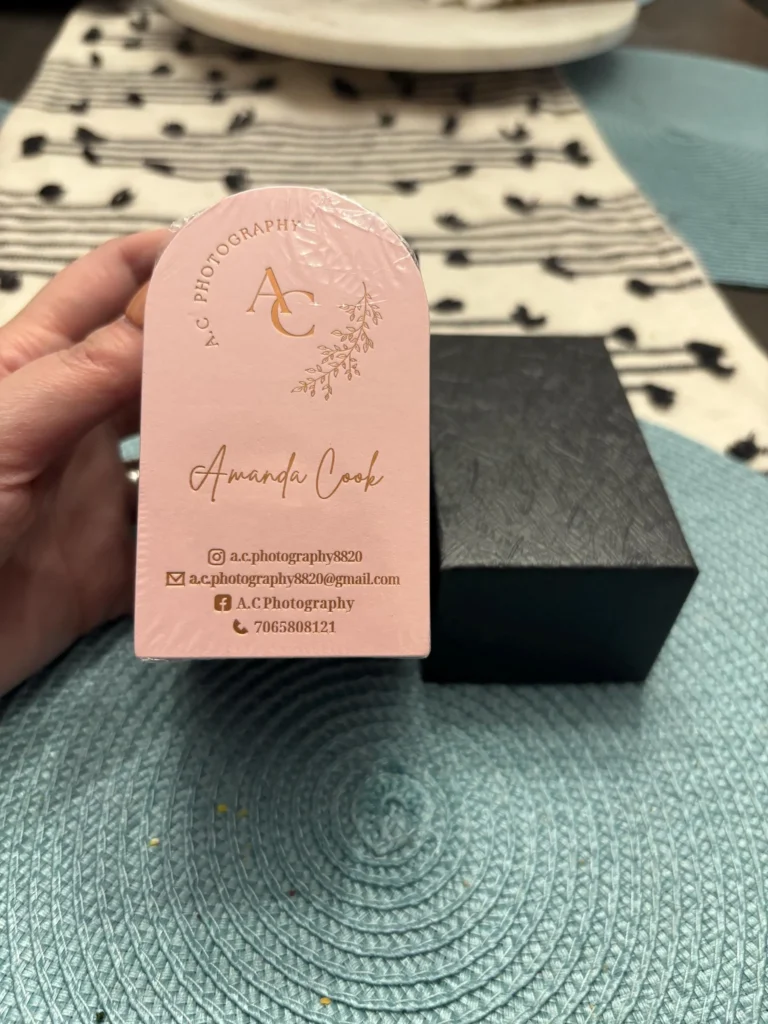 A.C PHOTOGRAPHY
AC
Amanda Cook
a.c.photography8820
a.c.photography8820@gmail.com
A.C Photography
7065808121